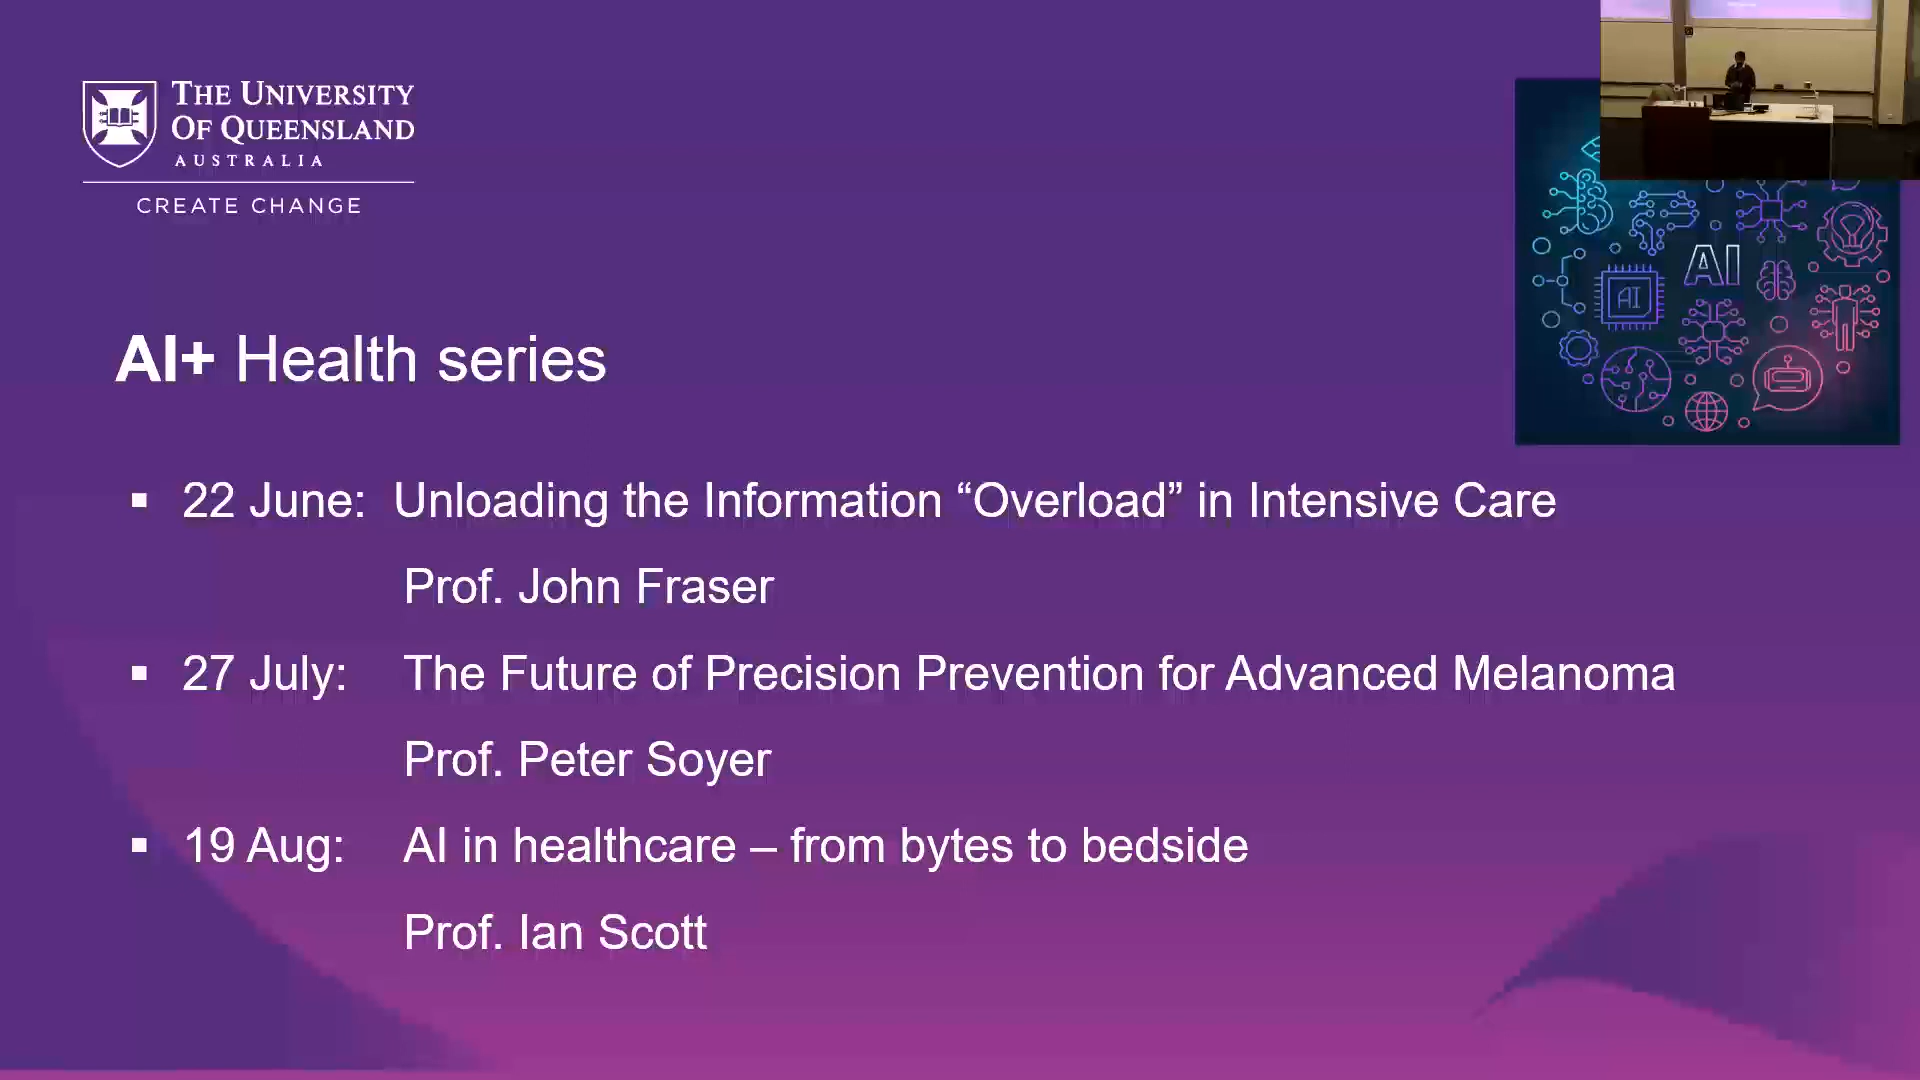 THE UNIVERSITY
OF QUEENSLAND
AUSTRALIA
CREATE CHANGE
AI
AI
AI+ Health series
▪ 22 June: Unloading the Information “Overload” in Intensive Care
Prof. John Fraser
▪ 27 July: The Future of Precision Prevention for Advanced Melanoma
Prof. Peter Soyer
▪ 19 Aug: AI in healthcare – from bytes to bedside
Prof. Ian Scott